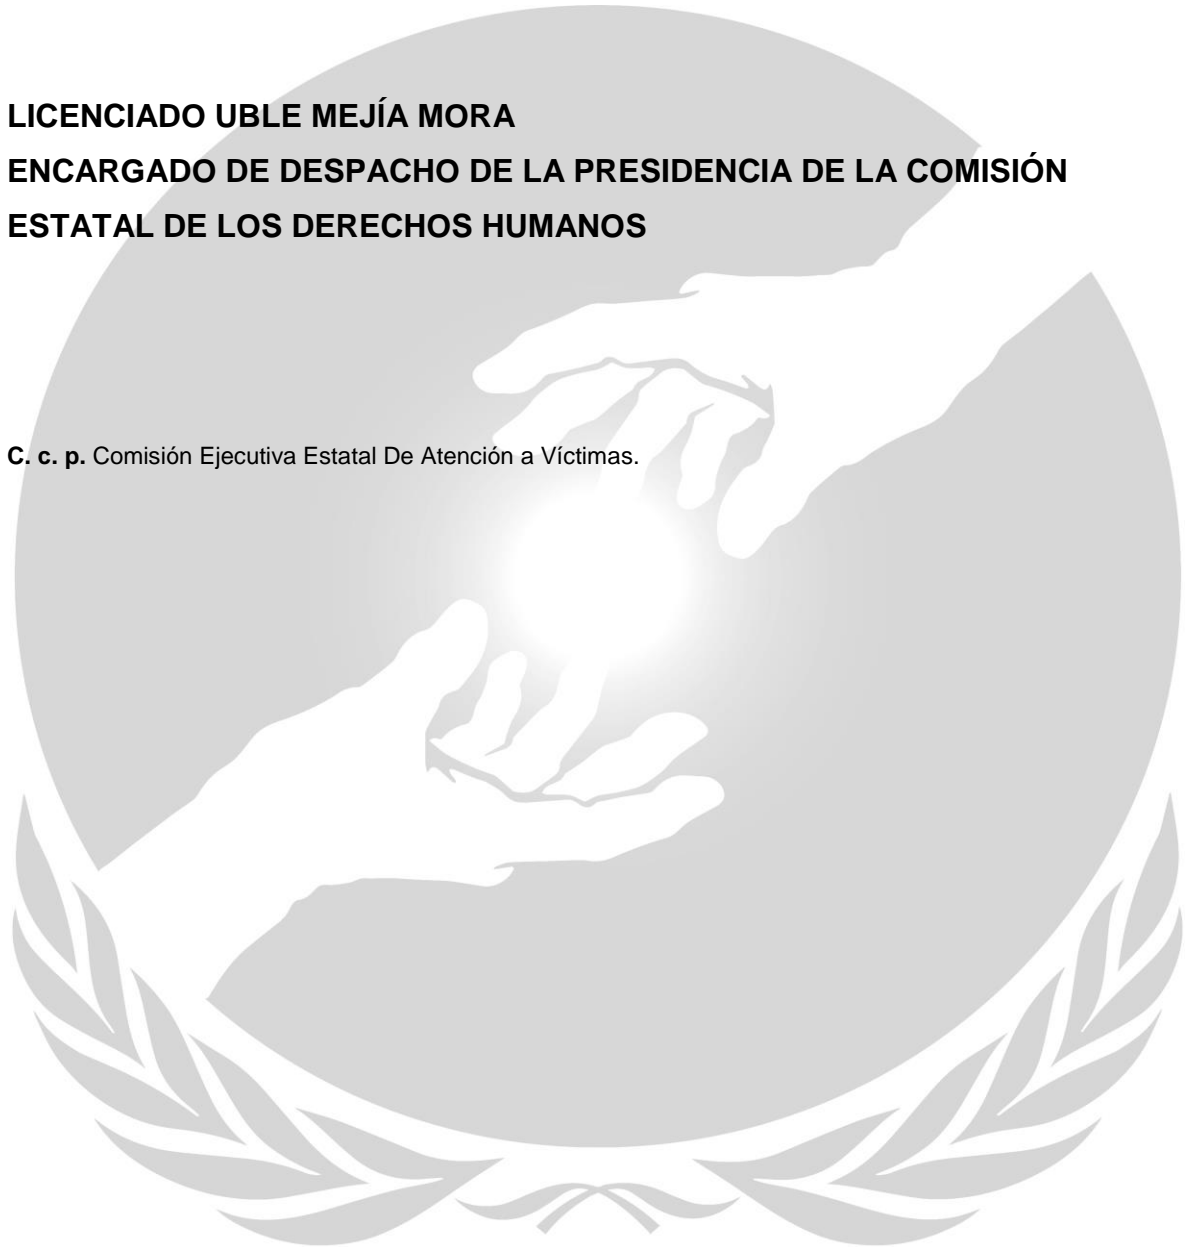 LICENCIADO UBLE MEJÍA MORA
ENCARGADO DE DESPACHO DE LA PRESIDENCIA DE LA COMISIÓN
ESTATAL DE LOS DERECHOS HUMANOS
C. c. p. Comisión Ejecutiva Estatal De Atención a Víctimas.